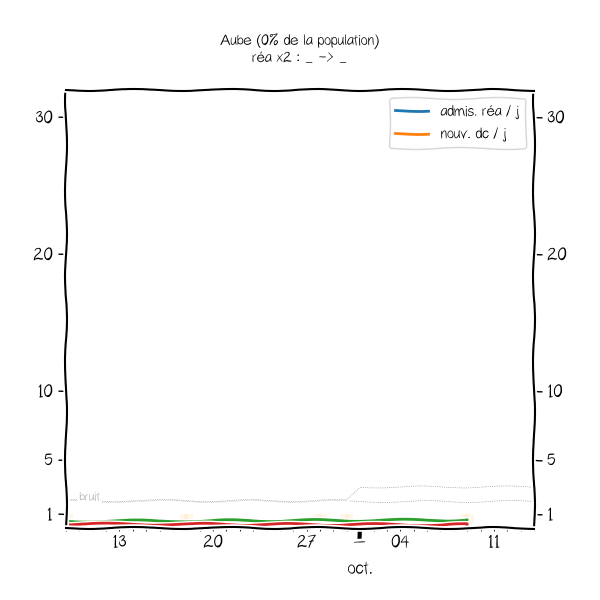 Aube (0% de la population)
réa x2 : _ -> _
admis. réa / j
nouv. dc / j
30 30
20 20
10 10
5 5
bruit
1 1
13 20 27 04 11
oct.